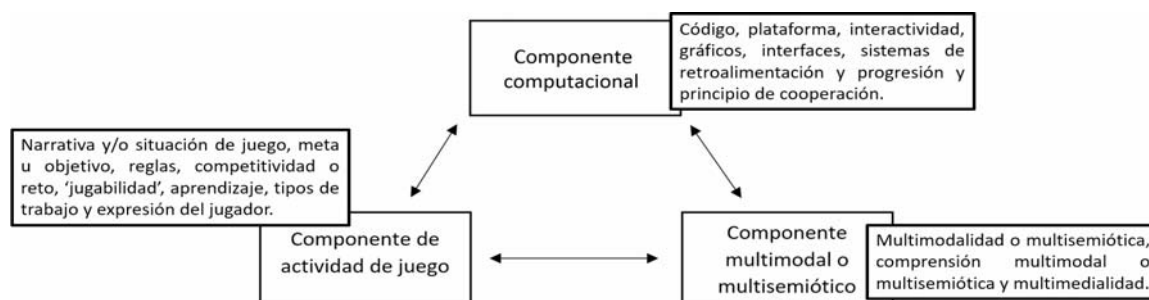 Componente
computacional
Código, plataforma, interactividad,
gráficos, interfaces, sistemas de
retroalimentación y progresión y
principio de cooperación.
Narrativa y/o situación de juego, meta
u objetivo, reglas, competitividad o
reto, ‘jugabilidad’, aprendizaje, tipos de
trabajo y expresión del jugador.
Componente de
actividad de juego
Componente
multimodal o
multisemiótico
Multimodalidad o multisemiótica,
comprensión multimodal o
multisemiótica y multimedialidad.